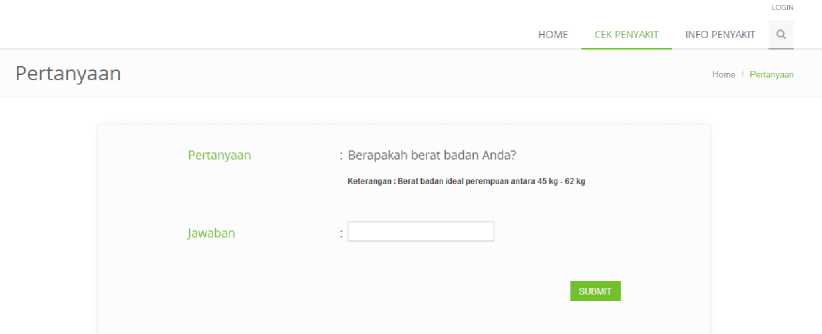 LOGIN
HOME CEK PENYAKIT INFO PENYAKIT
Pertanyaan
Home / Pertanyaan
Pertanyaan : Berapakah berat badan Anda?
Keterangan : Berat badan ideal perempuan antara 45 kg - 62 kg
Jawaban :
SUBMIT